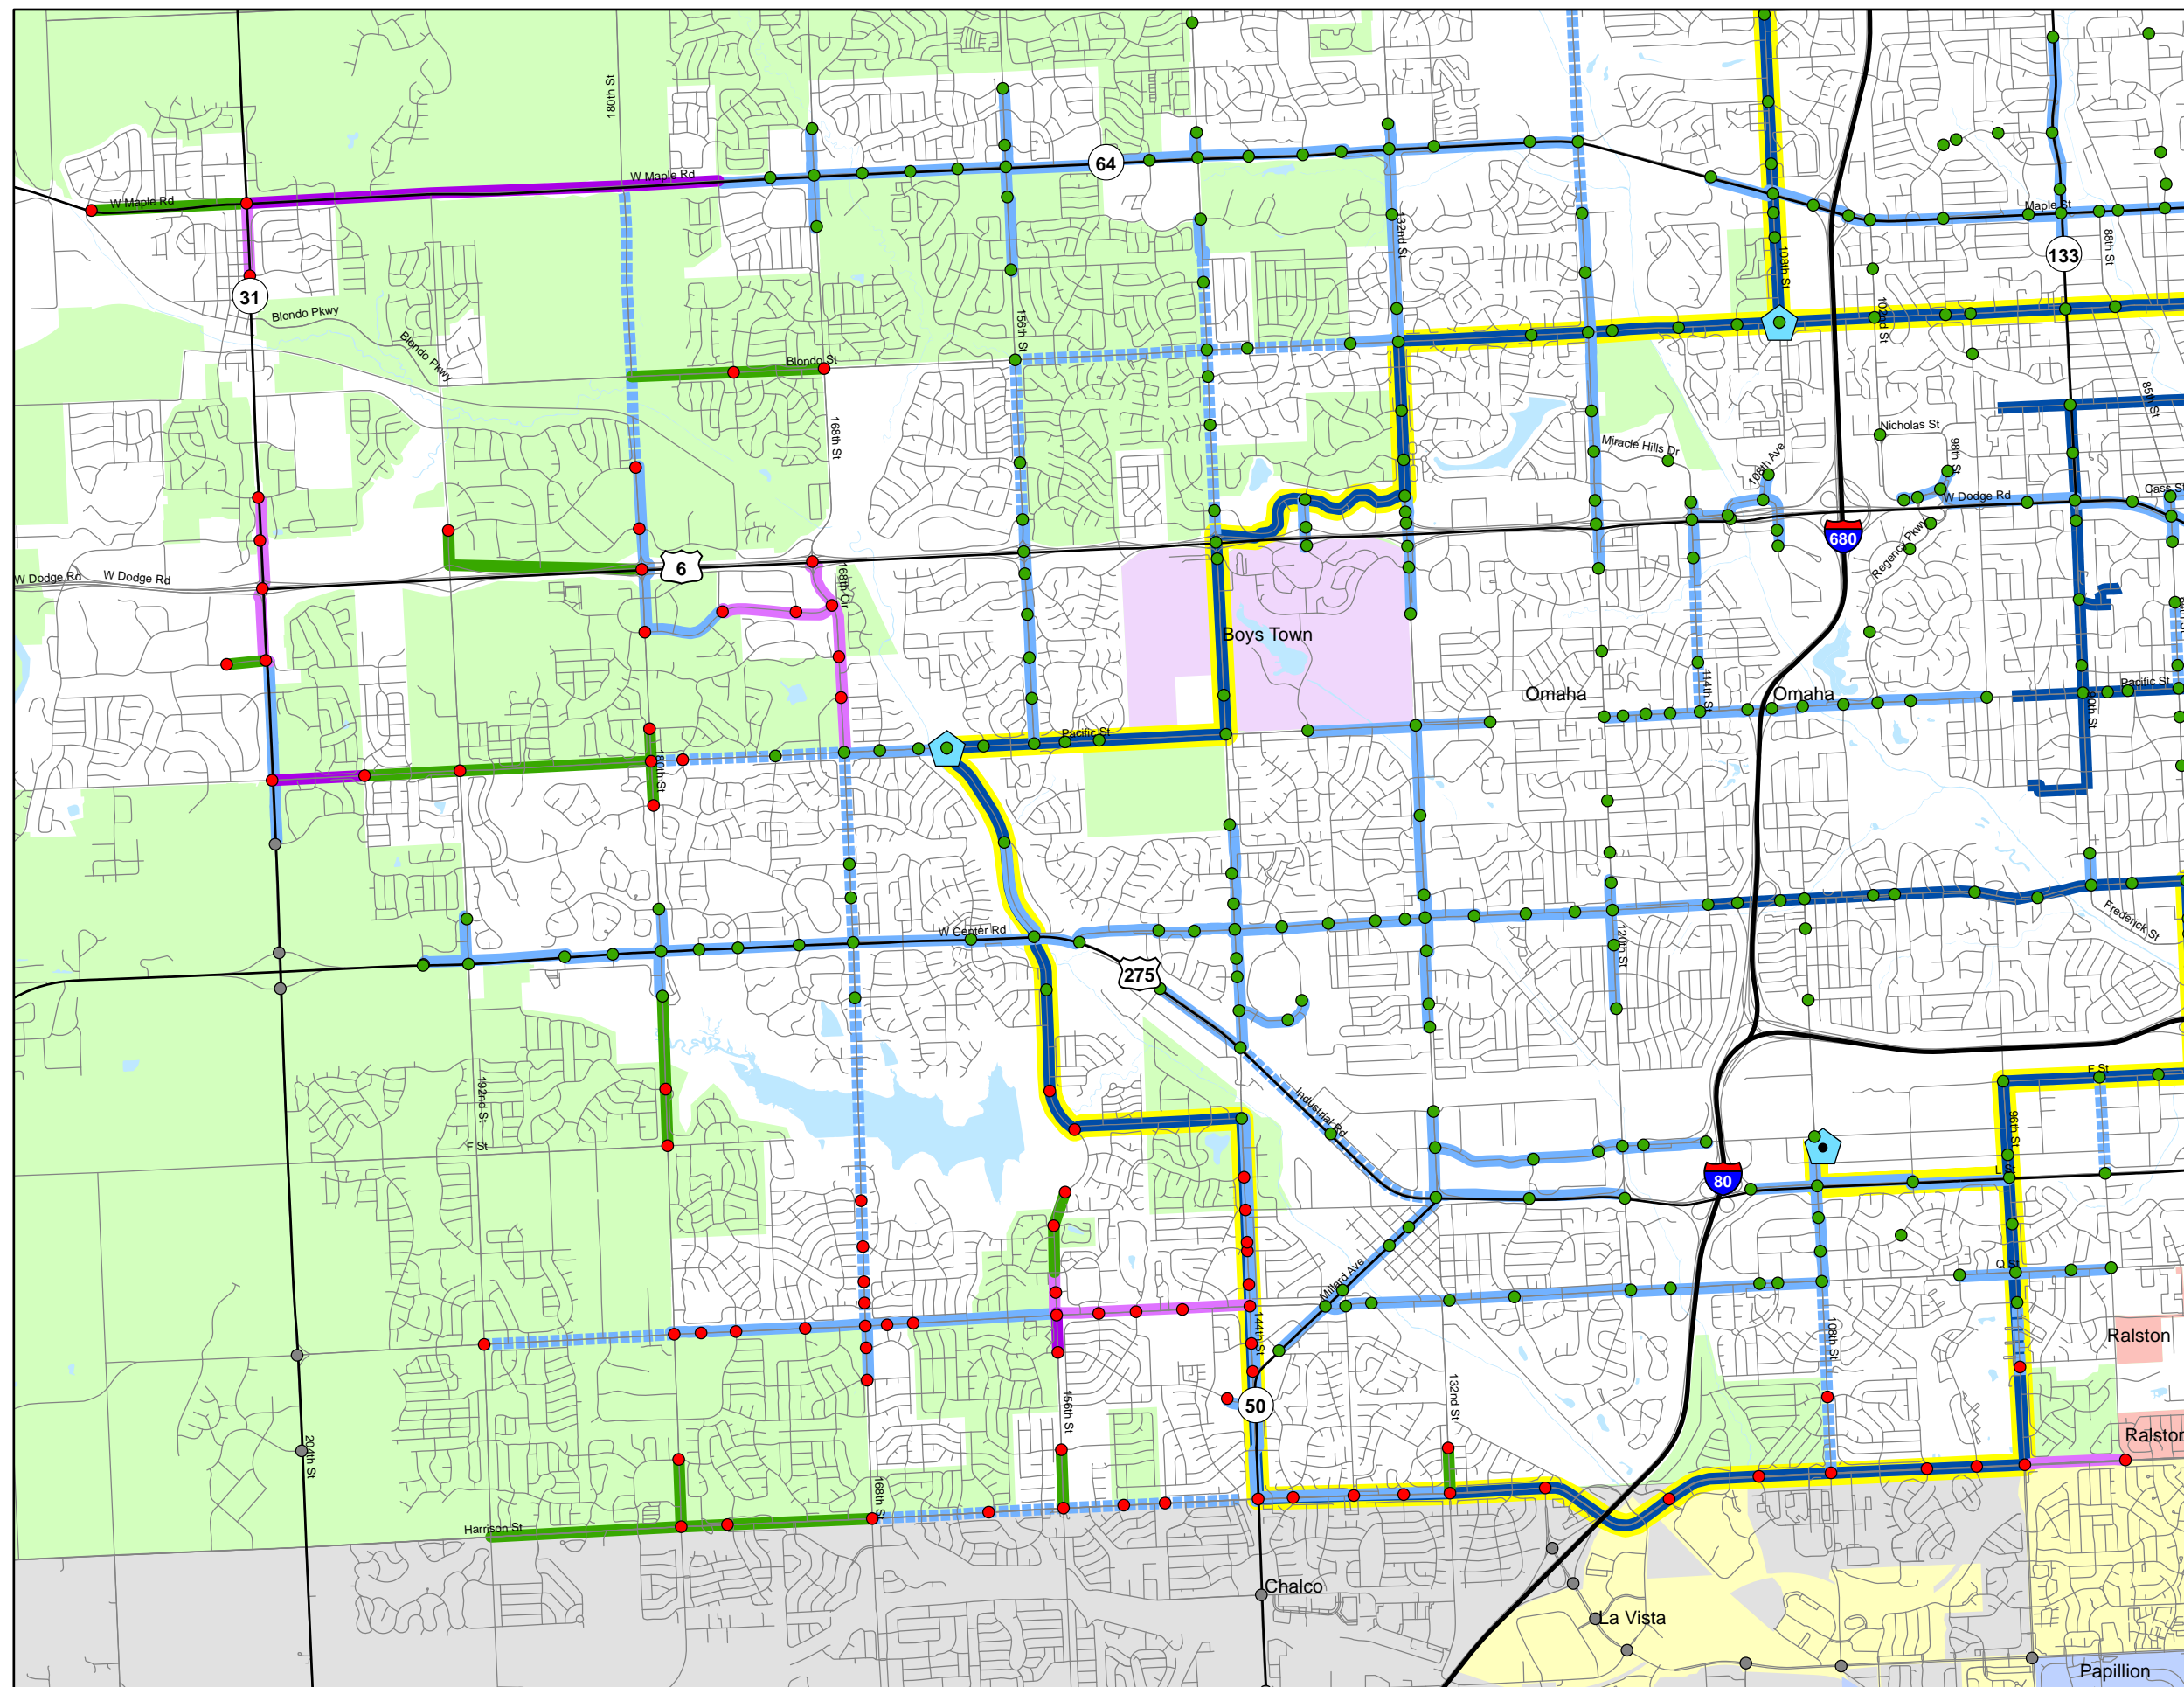 180th St
64
W Maple Rd
W Maple Rd
132nd St
Maple St
88th St
133
108th St
31
Blondo Pkwy
102nd St
156th St
Blondo Pkwy
Blondo St
85th St
168th St
Nicholas St
Miracle Hills Dr
108th Ave
98th St
Cass St
W Dodge Rd
680
Regency Pkwy
6
W Dodge Rd
W Dodge Rd
168th Cir
Boys Town
114th St
Omaha
Omaha
Pacific St
90th St
Pacific St
180th St
Frederick St
W Center Rd
120th St
275
F St
192nd St
Industrial Rd
96th St
F St
L St
80
Q St
Millard Ave
144th St
108th St
Ralston
132nd St
156th St
50
Ralston
204th St
168th St
Harrison St
Chalco
La Vista
Papillion